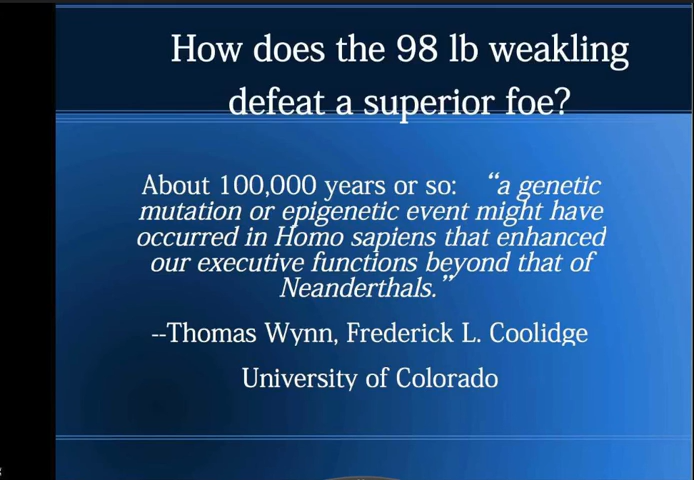 How does the 98 lb weakling
defeat a superior foe?
About 100,000 years or so: “a genetic
mutation or epigenetic event might have
occurred in Homo sapiens that enhanced
our executive functions beyond that of
Neanderthals.”
--Thomas Wynn, Frederick L. Coolidge
University of Colorado